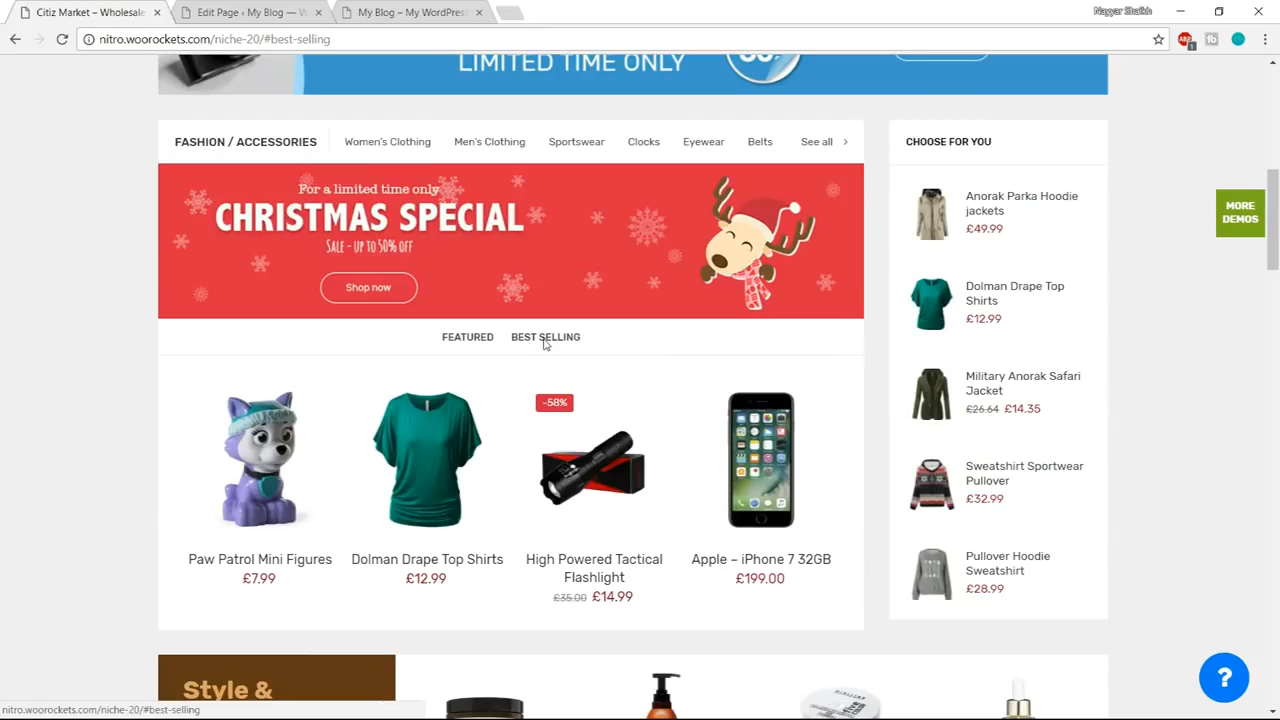 Citiz Market – Wholesale
Edit Page ‹ My Blog — W
My Blog – My WordPress
Nayyar Shaikh
nitro.woorockets.com/niche-20/#best-selling
LIMITED TIME ONLY
FASHION / ACCESSORIES
Women's Clothing
Men's Clothing
Sportswear
Clocks
Eyewear
Belts
See all
For a limited time only
CHRISTMAS SPECIAL
SALE - UP TO 50% OFF
Shop now
FEATURED
BEST SELLING
-58%
Paw Patrol Mini Figures
£7.99
Dolman Drape Top Shirts
£12.99
High Powered Tactical
Flashlight
£35.00 £14.99
Apple – iPhone 7 32GB
£199.00
CHOOSE FOR YOU
Anorak Parka Hoodie
jackets
£49.99
Dolman Drape Top
Shirts
£12.99
Military Anorak Safari
Jacket
£26.64 £14.35
Sweatshirt Sportwear
Pullover
£32.99
Pullover Hoodie
Sweatshirt
£28.99
MORE
DEMOS
Style &
?
nitro.woorockets.com/niche-20/#best-selling